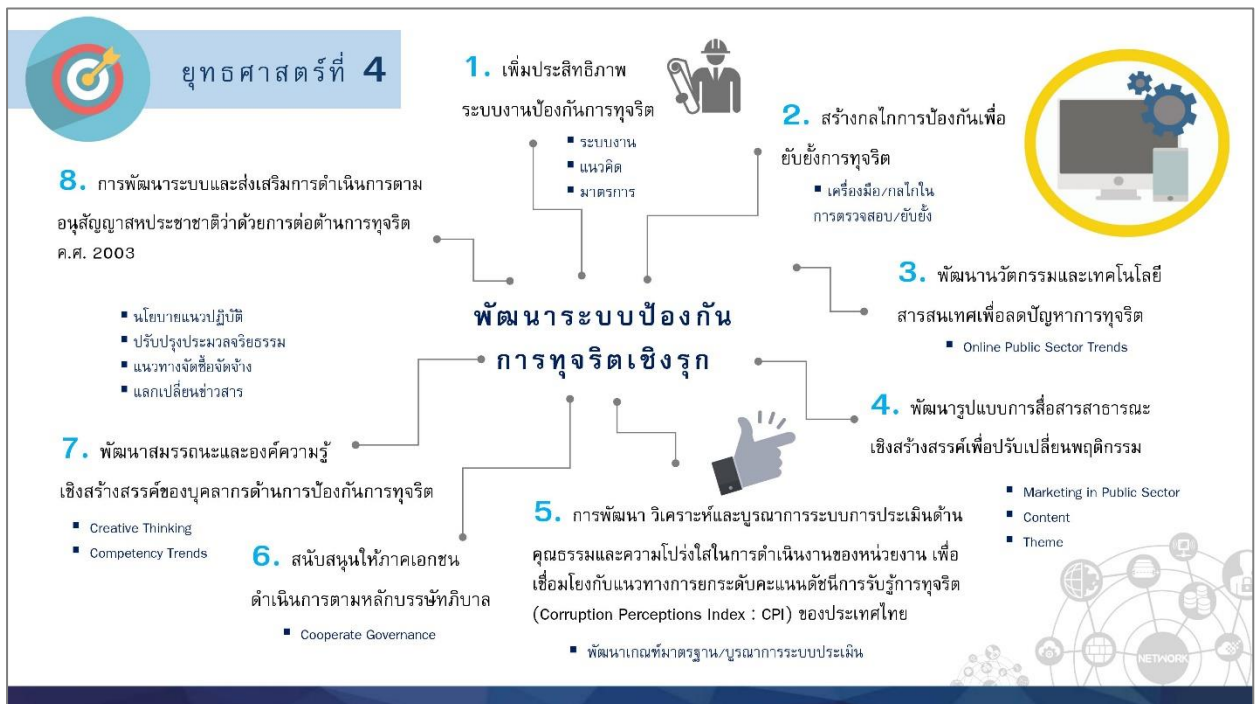 ยุทธศาสตร์ที่ 4
1. เพิ่มประสิทธิภาพ
ระบบงานป้องกันการทุจริต
▪ ระบบงาน
▪ แนวคิด
▪ มาตรการ
2. สร้างกลไกการป้องกันเพื่อ
ยับยั้งการทุจริต
▪ เครื่องมือ/กลไกใน
การตรวจสอบ/ยับยั้ง
3. พัฒนานวัตกรรมและเทคโนโลยี
สารสนเทศเพื่อลดปัญหาการทุจริต
▪ Online Public Sector Trends
พัฒนาระบบป้องกัน
การทุจริตเชิงรุก
4. พัฒนารูปแบบการสื่อสารสาธารณะ
เชิงสร้างสรรค์เพื่อปรับเปลี่ยนพฤติกรรม
▪ Marketing in Public Sector
▪ Content
▪ Theme
5. การพัฒนา วิเคราะห์และบูรณาการระบบการประเมินด้าน
คุณธรรมและความโปร่งใสในการดำเนินงานของหน่วยงาน เพื่อ
เชื่อมโยงกับแนวทางการยกระดับคะแนนดัชนีการรับรู้การทุจริต
(Corruption Perceptions Index : CPI) ของประเทศไทย
▪ พัฒนาเกณฑ์มาตรฐาน/บูรณาการระบบประเมิน
6. สนับสนุนให้ภาคเอกชน
ดำเนินการตามหลักบรรษัทภิบาล
▪ Cooperate Governance
7. พัฒนาสมรรถนะและองค์ความรู้
เชิงสร้างสรรค์ของบุคลากรด้านการป้องกันการทุจริต
▪ Creative Thinking
▪ Competency Trends
8. การพัฒนาระบบและส่งเสริมการดำเนินการตาม
อนุสัญญาสหประชาชาติว่าด้วยการต่อต้านการทุจริต
ค.ศ. 2003
▪ นโยบายแนวปฏิบัติ
▪ ปรับปรุงประมวลจริยธรรม
▪ แนวทางจัดซื้อจัดจ้าง
▪ แลกเปลี่ยนข่าวสาร
NETWORK